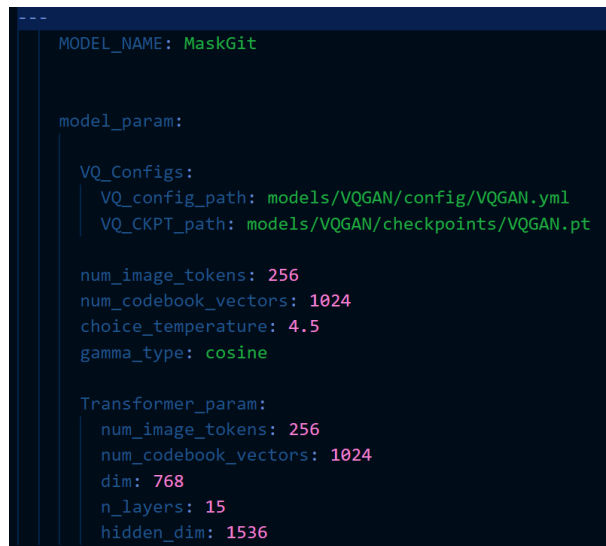 ---
MODEL_NAME: MaskGit
model_param:
VQ_Configs:
VQ_config_path: models/VQGAN/config/VQGAN.yml
VQ_CKPT_path: models/VQGAN/checkpoints/VQGAN.pt
num_image_tokens: 256
num_codebook_vectors: 1024
choice_temperature: 4.5
gamma_type: cosine
Transformer_param:
num_image_tokens: 256
num_codebook_vectors: 1024
dim: 768
n_layers: 15
hidden_dim: 1536